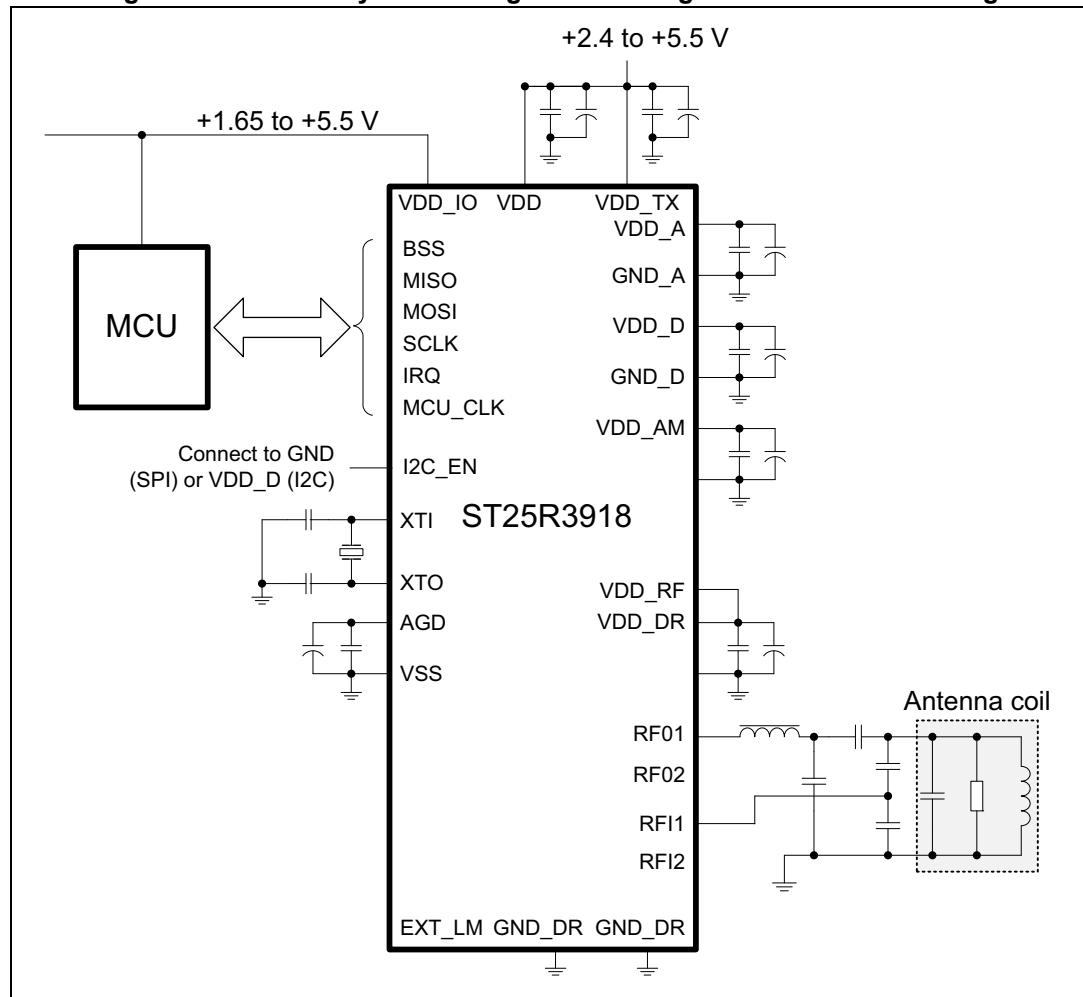 +2.4 to +5.5 V
+1.65 to +5.5 V
VDD_IO VDD VDD_TX
VDD_A
BSS
GND_A
MISO
MOSI
VDD_D
MCU
SCLK
IRQ
GND_D
MCU_CLK
VDD_AM
Connect to GND
(SPI) or VDD_D (I2C)
I2C_EN
XTI
ST25R3918
XTO
VDD_RF
AGD
VDD_DR
VSS
Antenna coil
RF01
RF02
RFI1
RFI2
EXT_LM GND_DR GND_DR